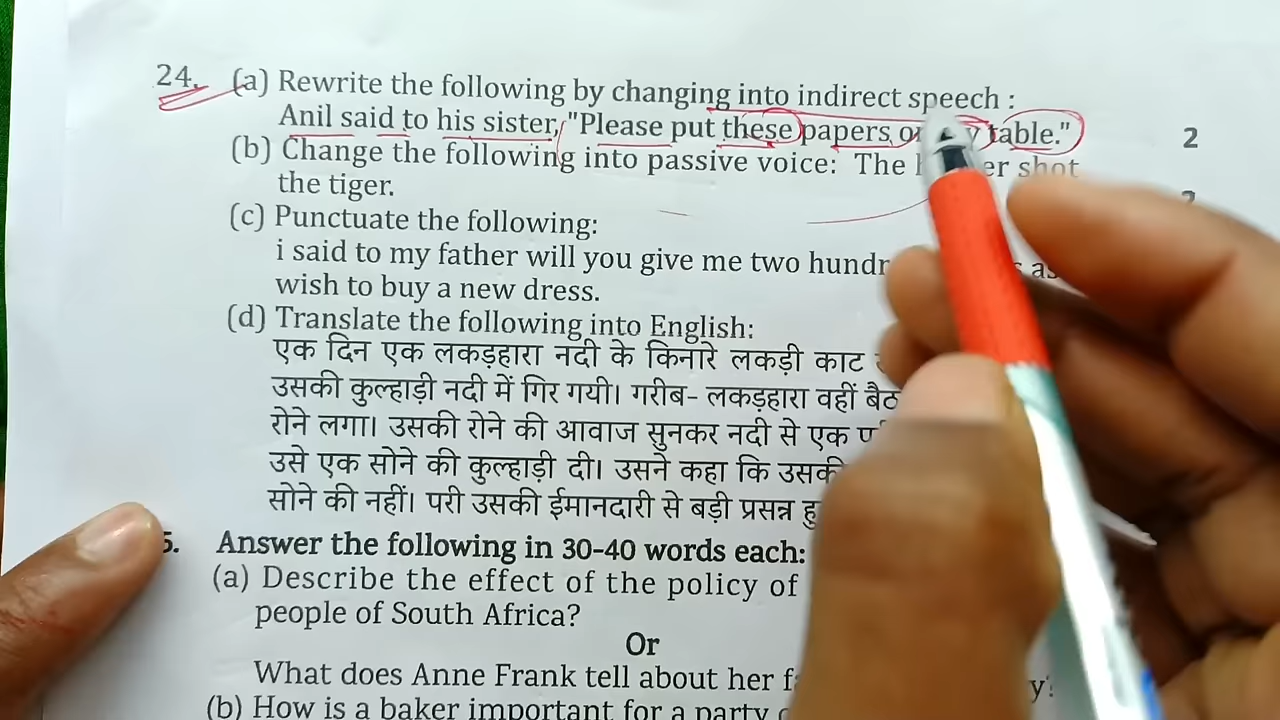 24. (a) Rewrite the following by changing into indirect speech :
Anil said to his sister, "Please put these papers table." 2
(b) Change the following into passive voice: The shot
the tiger.
(c) Punctuate the following:
i said to my father will you give me two as
wish to buy a new dress.
(d) Translate the following into English:
एक दिन एक लकड़हारा नदी के किनारे लकड़ी काट
उसकी कुल्हाड़ी नदी में गिर गयी। गरीब- लकड़हारा वहीं बैठ
रोने लगा। उसकी रोने की आवाज सुनकर नदी से एक
उसे एक सोने की कुल्हाड़ी दी। उसने कहा कि
सोने की नहीं। परी उसकी ईमानदारी से बड़ी प्रसन्न
5. Answer the following in 30-40 words each:
(a) Describe the effect of the policy of
people of South Africa?
Or
What does Anne Frank tell about her
(b) How is a baker important for a party